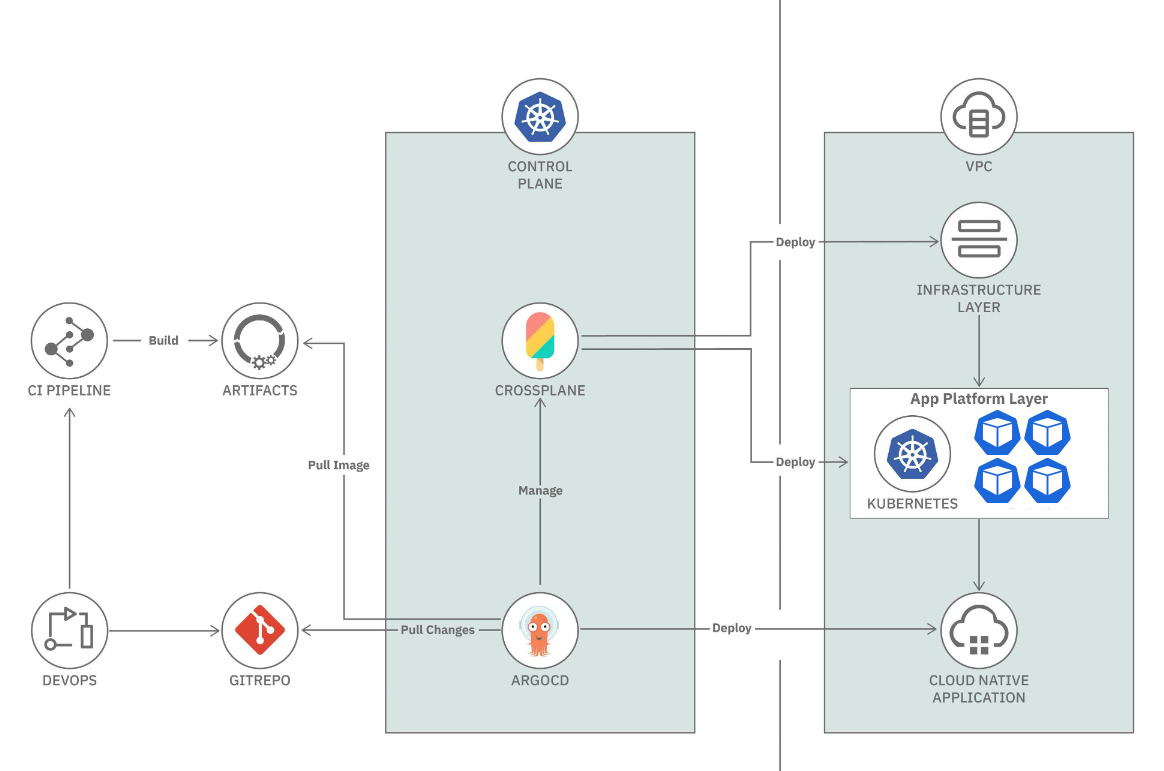 CONTROL
PLANE
VPC
Deploy
INFRASTRUCTURE
LAYER
Build
CI PIPELINE
ARTIFACTS
CROSSPLANE
App Platform Layer
Pull Image
Deploy
Manage
KUBERNETES
Pull Changes
Deploy
DEVOPS
GITREPO
ARGOCD
CLOUD NATIVE
APPLICATION